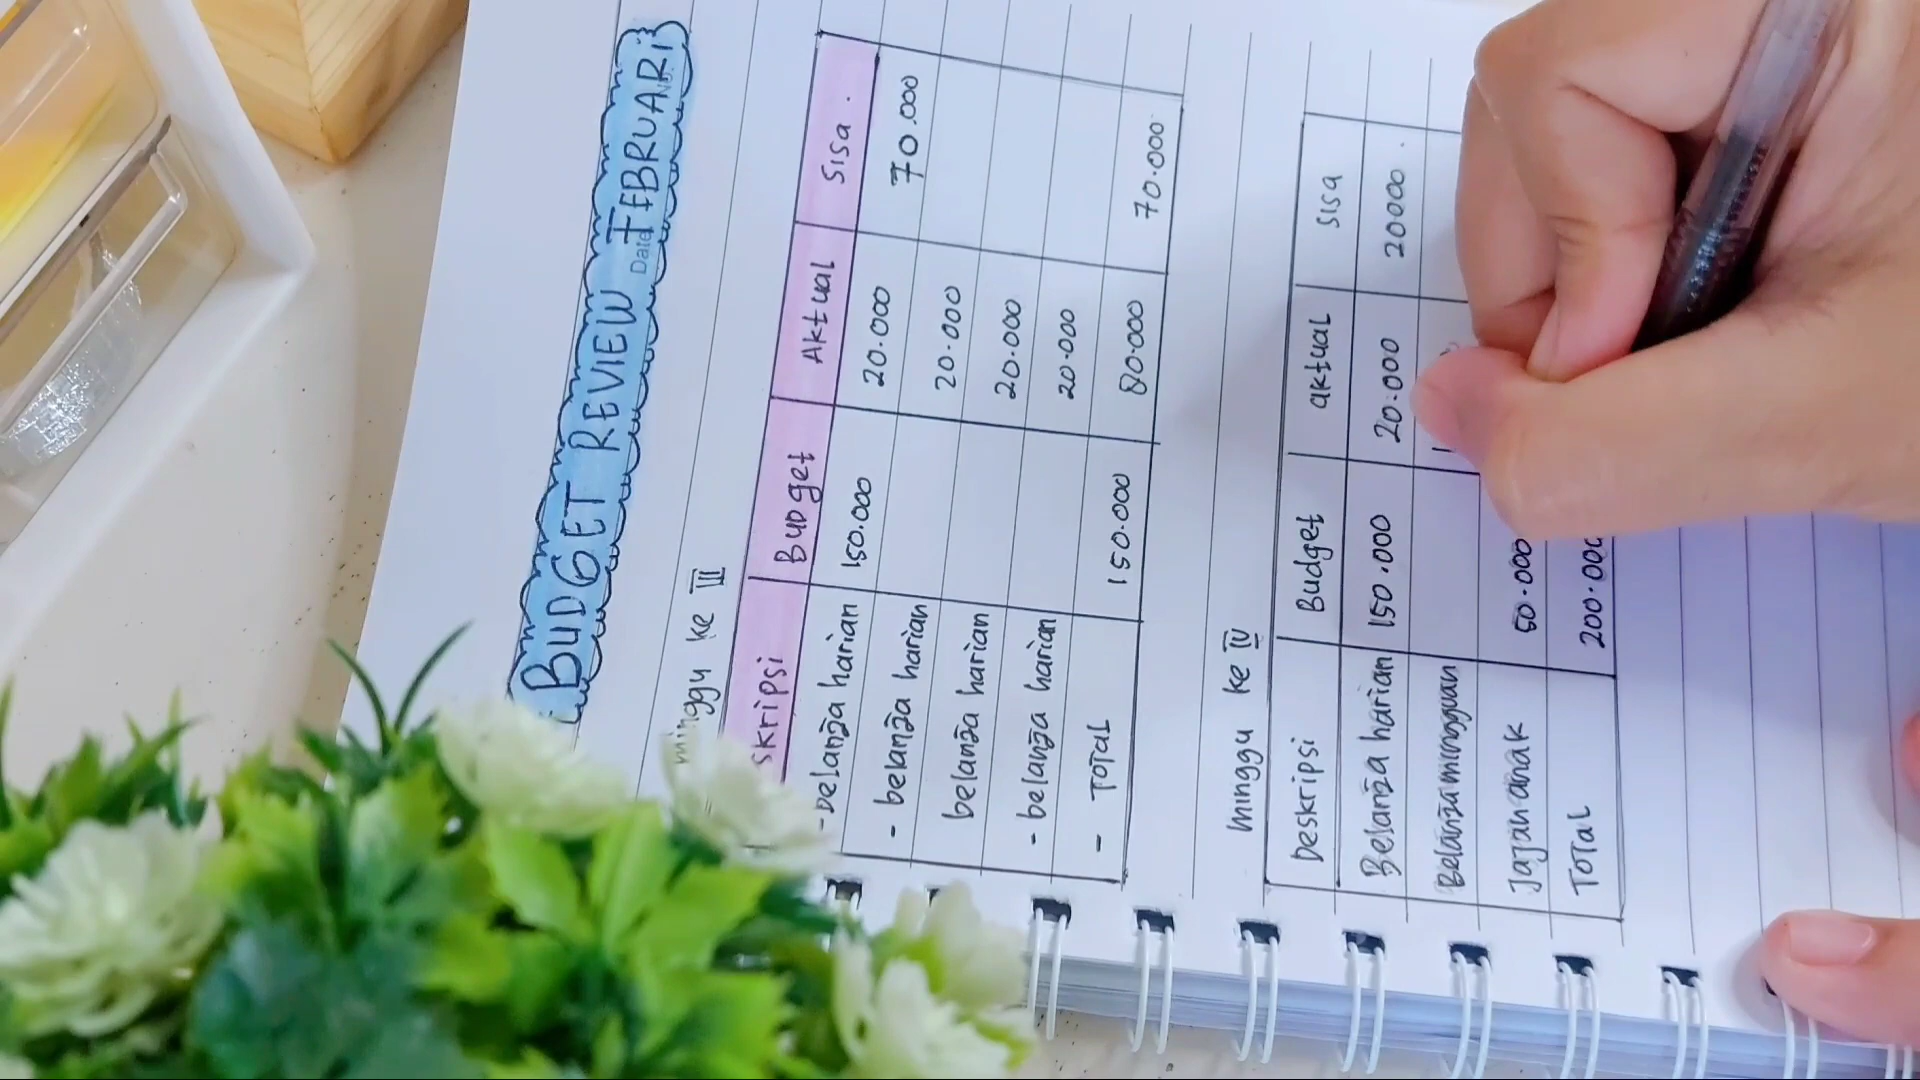 BUDGET REVIEW FEBRUARI
Date
minggu ke III
skripsi Budget Aktual Sisa.
-belanja harian 150.000 20.000 70.000
- belanja harian 20.000
belanja harian 20.000
- belanja harian 20.000
- TOTAL 150.000 80.000 70.000
minggu ke IV
Deskripsi Budget aktual sisa
Belanja harian 150.000 20.000 20000.
Belanja mingguan
Jajan anak 50.000
Total 200.000